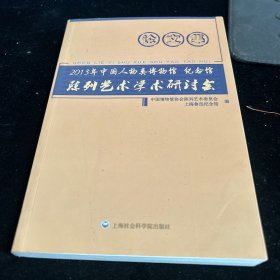 论文集
2013年中国人物类博物馆 纪念馆
陈列艺术学术研讨会
中国博物馆协会陈列艺术委员会
上海鲁迅纪念馆
编
上海社会科学院出版社